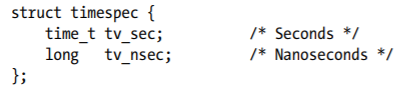 struct timespec {
    time_t tv_sec;          /* Seconds */
    long   tv_nsec;         /* Nanoseconds */
};